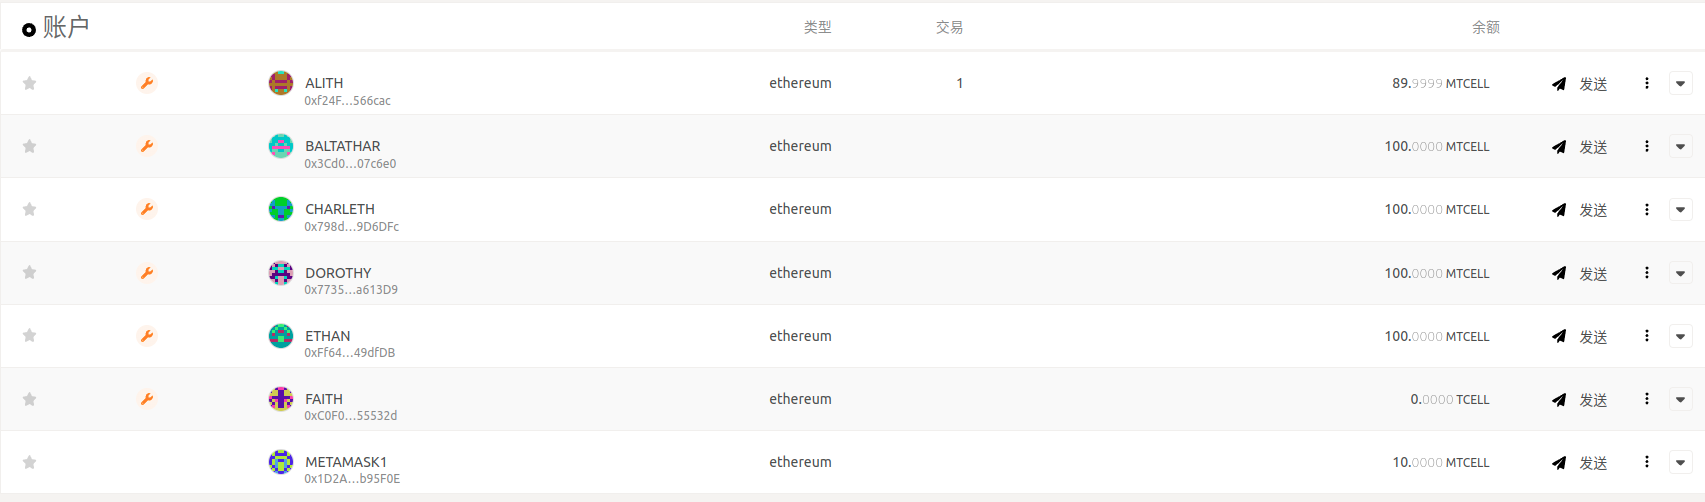 账户 类型 交易 余额
ALITH ethereum 1 89.9999 MTCELL 发送
0xf24F...566cac
BALTATHAR ethereum 100.0000 MTCELL 发送
0x3Cd0...07c6e0
CHARLETH ethereum 100.0000 MTCELL 发送
0x798d...9D6DFc
DOROTHY ethereum 100.0000 MTCELL 发送
0x7735...a613D9
ETHAN ethereum 100.0000 MTCELL 发送
0xFf64...49dfDB
FAITH ethereum 0.0000 TCELL 发送
0xC0F0...55532d
METAMASK1 ethereum 10.0000 MTCELL 发送
0x1D2A...b95F0E